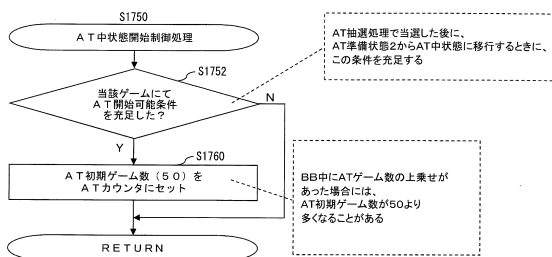 S1750
AT中状態開始制御処理
S1752
当該ゲームにて
AT開始可能条件
を充足した？
N
Y
AT抽選処理で当選した後に、
AT準備状態2からAT中状態に移行するときに、
この条件を充足する
S1760
AT初期ゲーム数（50）を
ATカウンタにセット
BB中にATゲーム数の上乗せが
あった場合には、
AT初期ゲーム数が50より
多くなることがある
RETURN